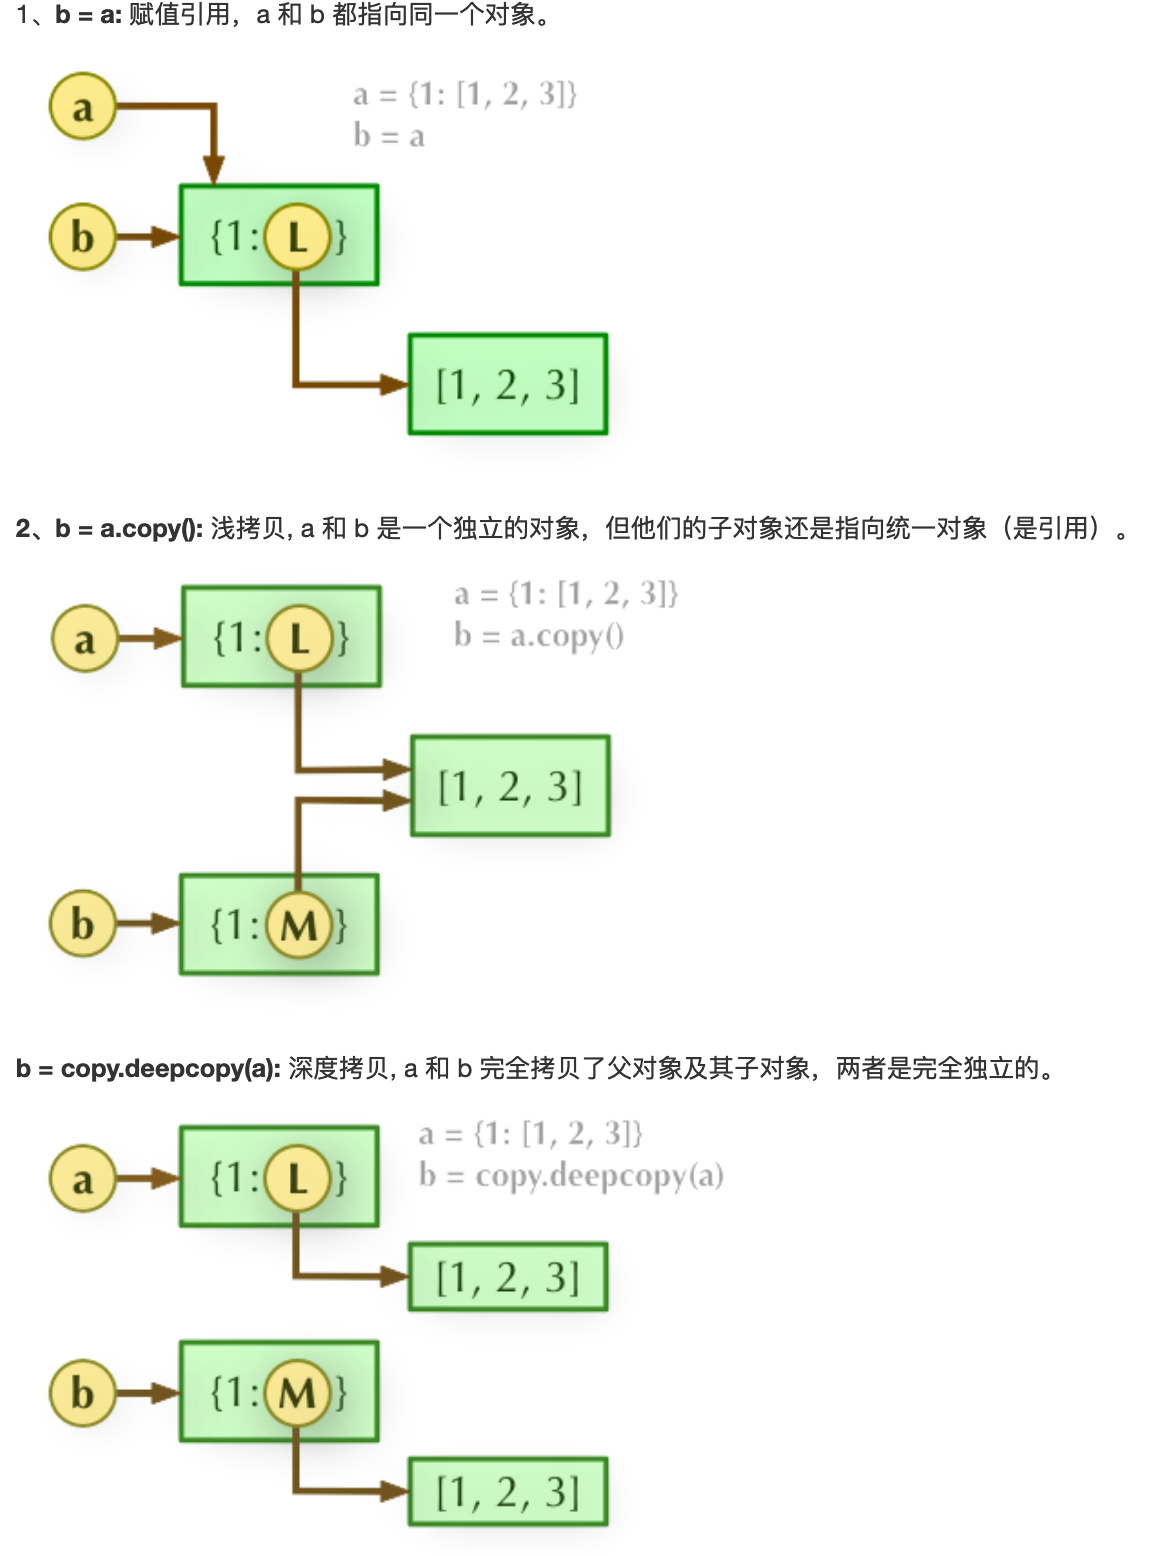 1、b = a: 赋值引用，a 和 b 都指向同一个对象。
a = {1: [1, 2, 3]}
b = a
a
b
{1: L }
[1, 2, 3]
2、b = a.copy(): 浅拷贝, a 和 b 是一个独立的对象，但他们的子对象还是指向统一对象（是引用）。
a = {1: [1, 2, 3]}
b = a.copy()
a
{1: L }
[1, 2, 3]
b
{1: M }
b = copy.deepcopy(a): 深度拷贝, a 和 b 完全拷贝了父对象及其子对象，两者是完全独立的。
a = {1: [1, 2, 3]}
b = copy.deepcopy(a)
a
{1: L }
[1, 2, 3]
b
{1: M }
[1, 2, 3]